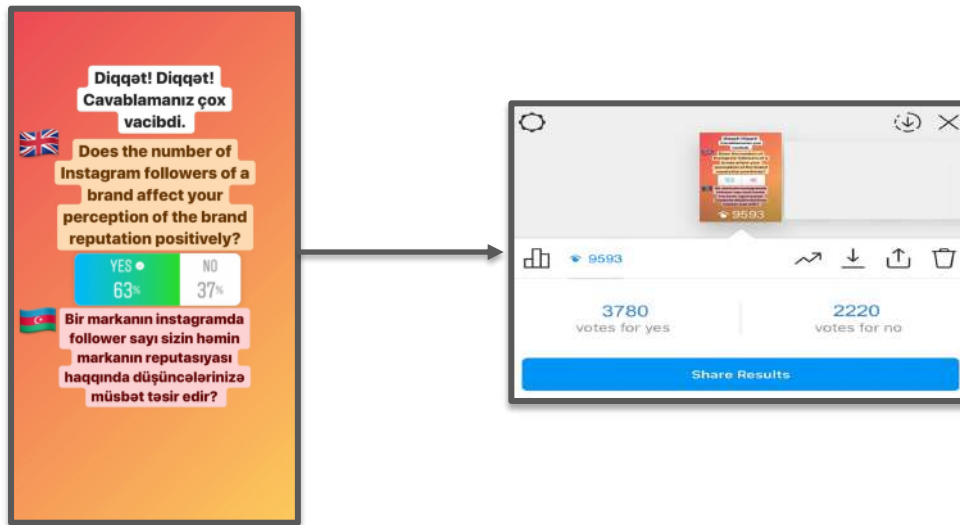 Diqqət! Diqqət!
Cavablamanız çox
vacibdi.
Does the number of
Instagram followers of a
brand affect your
perception of the brand
reputation positively?
YES NO
63% 37%
Bir markanın instagramda
follower sayı sizin həmin
markanın reputasıyası
haqqında düşüncələrinizə
müsbət təsir edir?
9593
9593
3780 2220
votes for yes votes for no
Share Results